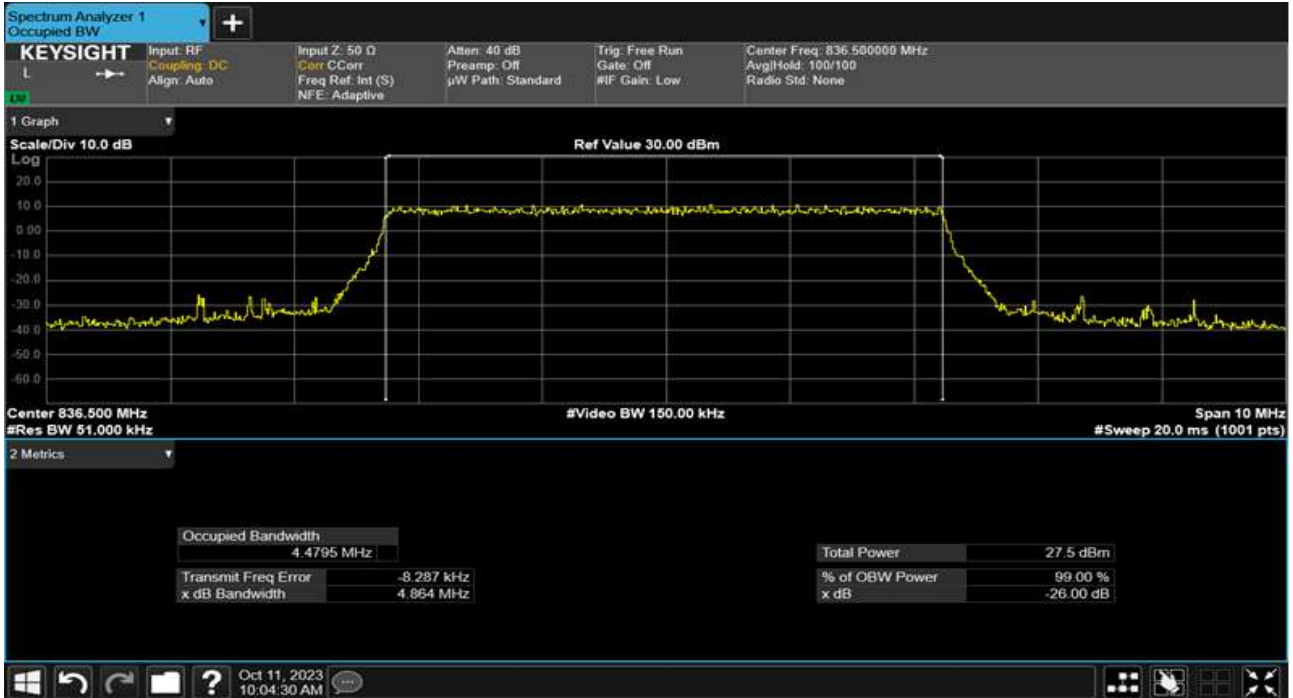 Spectrum Analyzer 1
Occupied BW
KEYSIGHT
L
Input: RF
Coupling: DC
Align: Auto
Input Z: 50 Ω
Corr CCorr
Freq Ref: Int (S)
NFE: Adaptive
Atten: 40 dB
Preamp: Off
µW Path: Standard
Trig: Free Run
Gate: Off
#IF Gain: Low
Center Freq: 836.500000 MHz
Avg|Hold: 100/100
Radio Std: None
1 Graph
Scale/Div 10.0 dB
Ref Value 30.00 dBm
Log
20.0
10.0
0.00
-10.0
-20.0
-30.0
-40.0
-50.0
-60.0
Center 836.500 MHz
#Video BW 150.00 kHz
Span 10 MHz
#Res BW 51.000 kHz
#Sweep 20.0 ms (1001 pts)
2 Metrics
Occupied Bandwidth
4.4795 MHz
Total Power 27.5 dBm
Transmit Freq Error -8.287 kHz
% of OBW Power 99.00 %
x dB Bandwidth 4.864 MHz
x dB -26.00 dB
Oct 11, 2023
10:04:30 AM